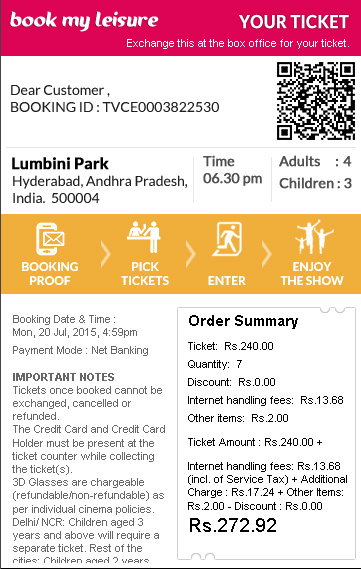 book my leisure
YOUR TICKET
Exchange this at the box office for your ticket.
Dear Customer ,
BOOKING ID : TVCE0003822530
Lumbini Park
Hyderabad, Andhra Pradesh,
India. 500004
Time
06.30 pm
Adults : 4
Children : 3
BOOKING
PROOF
PICK
TICKETS
ENTER
ENJOY
THE SHOW
Booking Date & Time :
Mon, 20 Jul, 2015, 4:59pm
Payment Mode : Net Banking
IMPORTANT NOTES
Tickets once booked cannot be
exchanged, cancelled or
refunded.
The Credit Card and Credit Card
Holder must be present at the
ticket counter while collecting
the ticket(s).
3D Glasses are chargeable
(refundable/non-refundable) as
per individual cinema policies.
Delhi/ NCR: Children aged 3
years and above will require a
separate ticket. Rest of the
cities: Children aged 2 years
Order Summary
Ticket: Rs.240.00
Quantity: 7
Discount: Rs.0.00
Internet handling fees: Rs.13.68
Other items: Rs.2.00
Ticket Amount : Rs.240.00 +
Internet handling fees: Rs.13.68
(incl. of Service Tax) + Additional
Charge : Rs.17.24 + Other Items:
Rs.2.00 - Discount : Rs.0.00
Rs.272.92